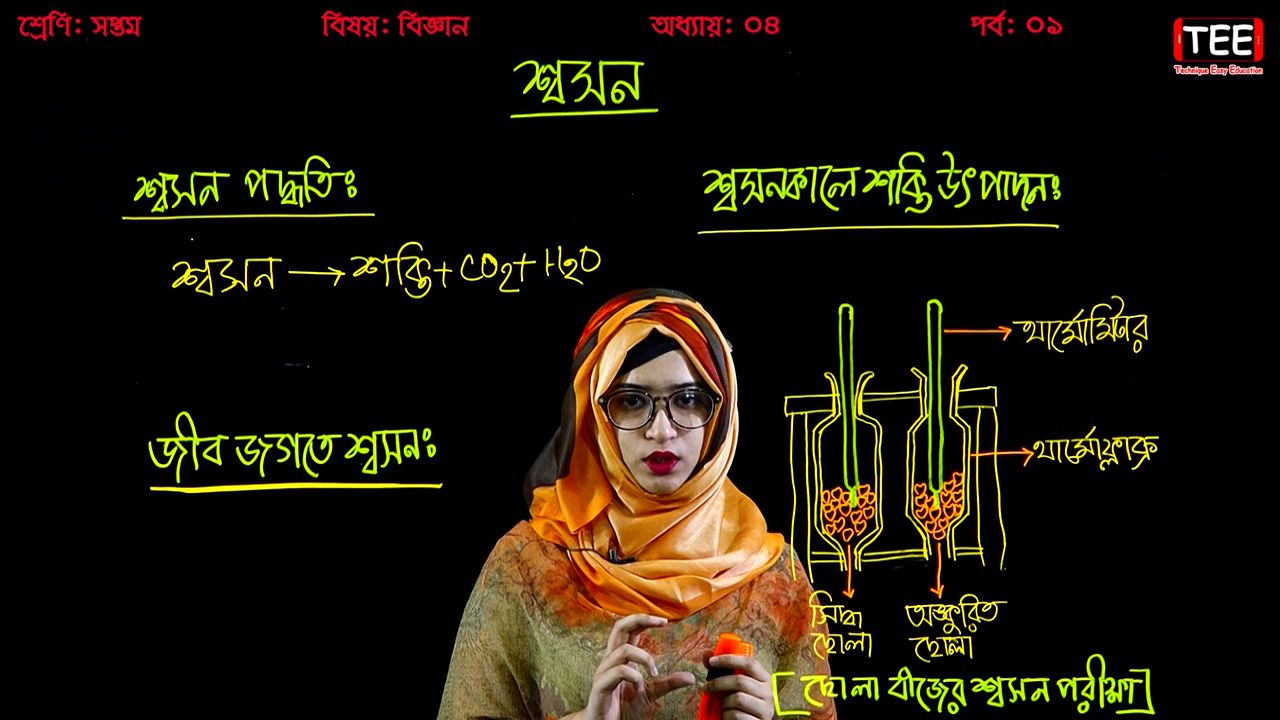 শ্রেণি: সপ্তম
বিষয়: বিজ্ঞান
অধ্যায়: ০৪
পর্ব: ০১
TEE
Technique Easy Education
শ্বসন
শ্বসন পদ্ধতিঃ
শ্বসন → শক্তি + CO₂ + H₂O
জীব জগতে শ্বসনঃ
শ্বসনকালে শক্তি উৎপাদনঃ
থার্মোমিটার
থার্মোফ্লাক্স
সিদ্ধ
ছোলা
অঙ্কুরিত
ছোলা
[ছোলা বীজের শ্বসন পরীক্ষা]